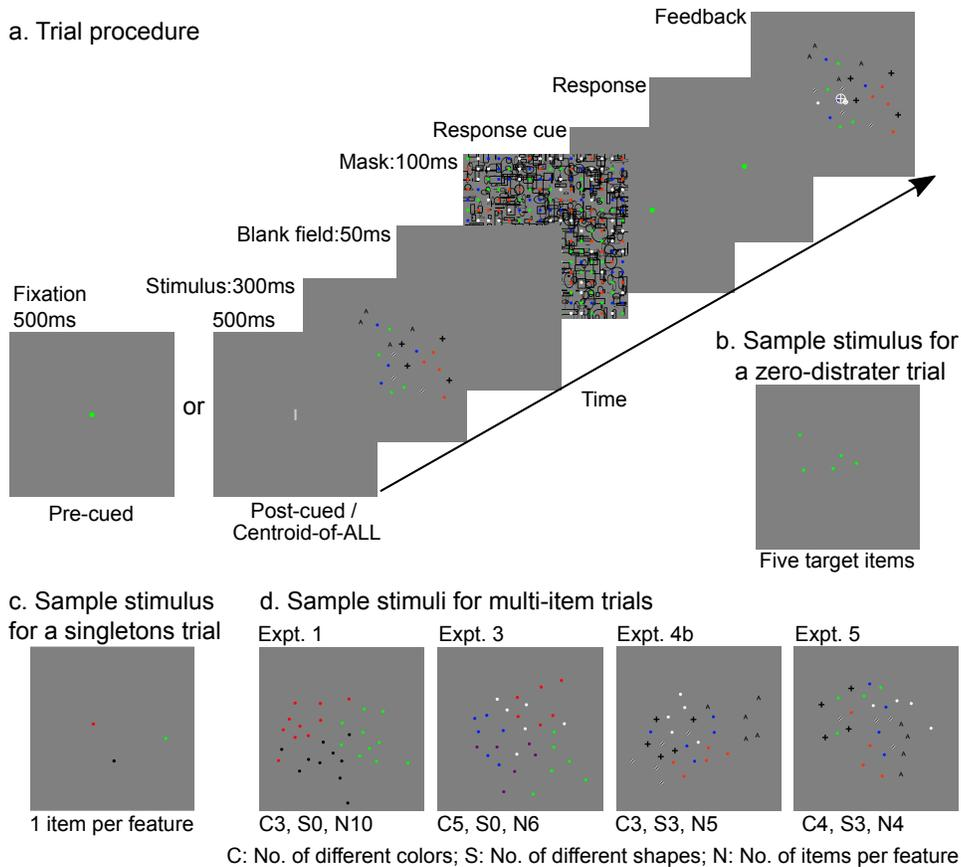 a. Trial procedure
Feedback
Response
Response cue
Mask:100ms
Blank field:50ms
Stimulus:300ms
Fixation
500ms
500ms
or
Pre-cued
Post-cued /
Centroid-of-ALL
Time
b. Sample stimulus for
a zero-distrater trial
Five target items
c. Sample stimulus
for a singletons trial
1 item per feature
d. Sample stimuli for multi-item trials
Expt. 1
Expt. 3
Expt. 4b
Expt. 5
C3, S0, N10
C5, S0, N6
C3, S3, N5
C4, S3, N4
C: No. of different colors; S: No. of different shapes; N: No. of items per feature